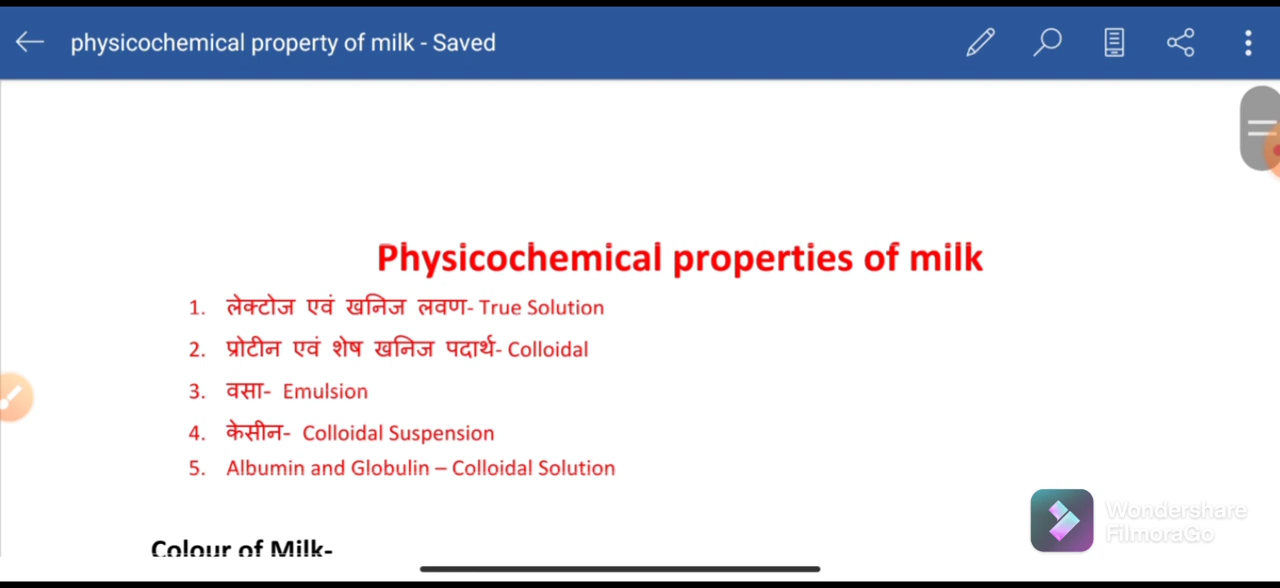 physicochemical property of milk - Saved
Physicochemical properties of milk
1. लेक्टोज एवं खनिज लवण- True Solution
2. प्रोटीन एवं शेष खनिज पदार्थ- Colloidal
3. वसा- Emulsion
4. केसीन- Colloidal Suspension
5. Albumin and Globulin – Colloidal Solution
Colour of Milk-
Wondershare
FilmoraGo